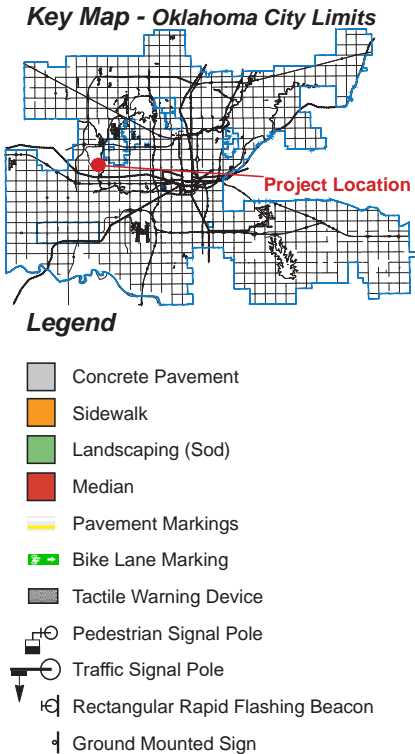 Key Map - Oklahoma City Limits
Project Location
Legend
Concrete Pavement
Sidewalk
Landscaping (Sod)
Median
Pavement Markings
Bike Lane Marking
Tactile Warning Device
Pedestrian Signal Pole
Traffic Signal Pole
Rectangular Rapid Flashing Beacon
Ground Mounted Sign